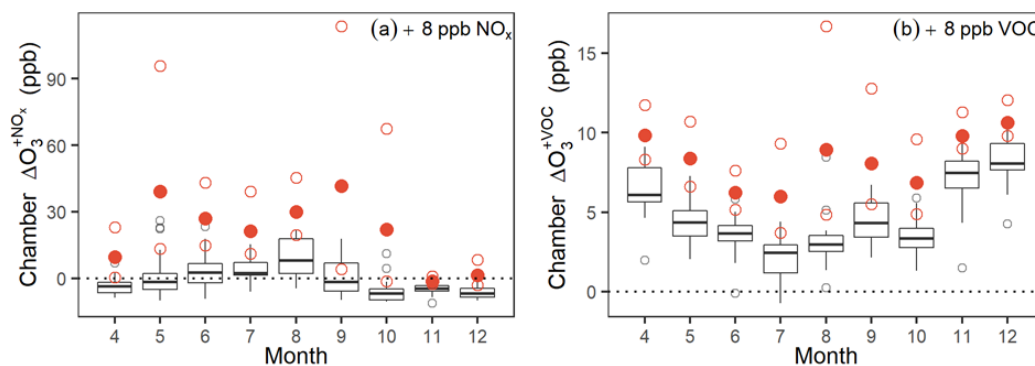 (a) + 8 ppb NOₓ
Chamber ΔO₃⁺ᴺᴼˣ (ppb)
90
60
30
0
4 5 6 7 8 9 10 11 12
Month
(b) + 8 ppb VOC
Chamber ΔO₃⁺ⱽᴼᶜ (ppb)
15
10
5
0
4 5 6 7 8 9 10 11 12
Month